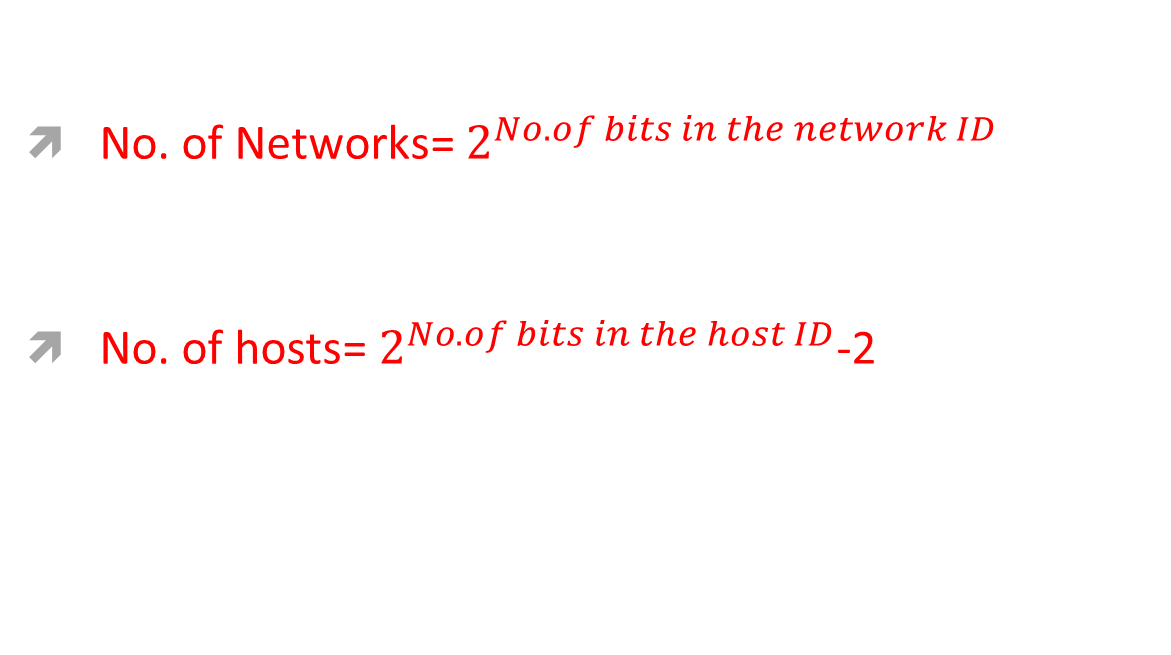 No. of Networks= 2^No.of bits in the network ID
No. of hosts= 2^No.of bits in the host ID -2